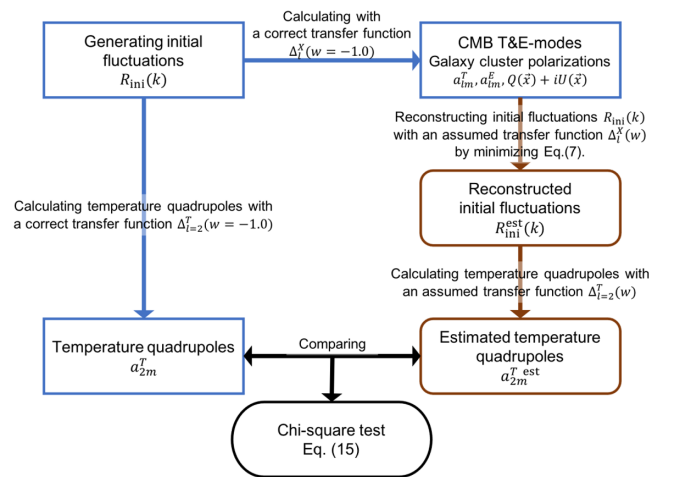 Calculating with
a correct transfer function
Δ_l^X(w = −1.0)
Generating initial
fluctuations
R_ini(k)
CMB T&E-modes
Galaxy cluster polarizations
a_lm^T, a_lm^E, Q(x⃗) + iU(x⃗)
Reconstructing initial fluctuations R_ini(k)
with an assumed transfer function Δ_l^X(w)
by minimizing Eq.(7).
Reconstructed
initial fluctuations
R_ini^est(k)
Calculating temperature quadrupoles with
a correct transfer function Δ_{l=2}^T(w = −1.0)
Calculating temperature quadrupoles with
an assumed transfer function Δ_{l=2}^T(w)
Temperature quadrupoles
a_2m^T
Comparing
Estimated temperature
quadrupoles
a_2m^{T est}
Chi-square test
Eq. (15)